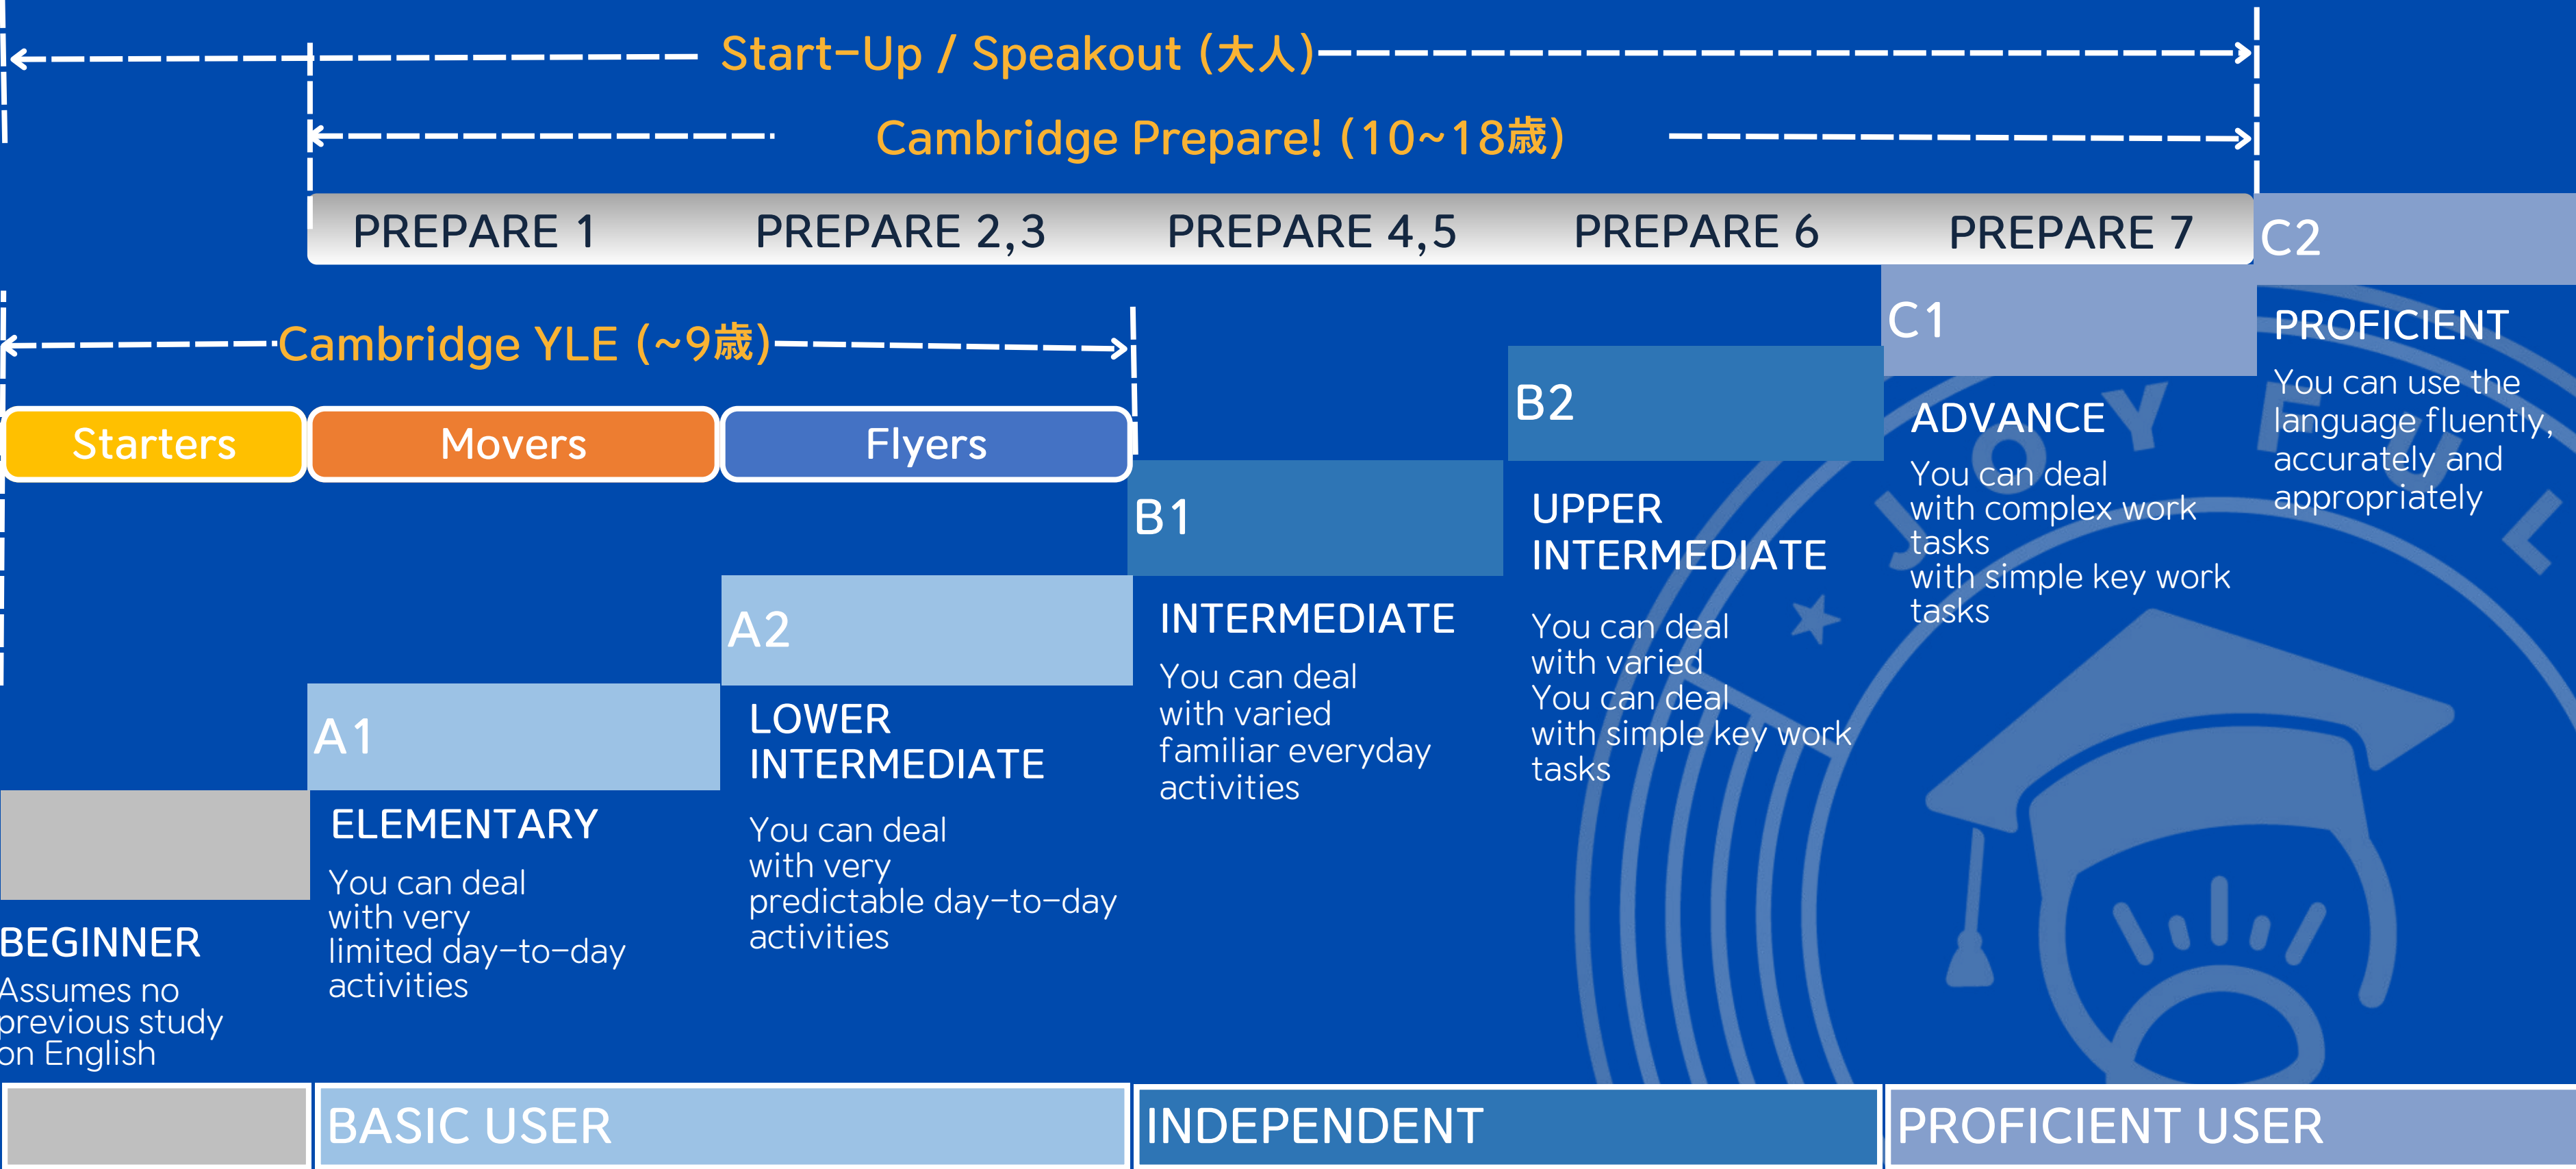 Start-Up / Speakout (大人)
Cambridge Prepare! (10~18歳)
PREPARE 1
PREPARE 2,3
PREPARE 4,5
PREPARE 6
PREPARE 7
C2
PROFICIENT
You can use the
language fluently,
accurately and
appropriately
C1
ADVANCE
You can deal
with complex work
tasks
with simple key work
tasks
Cambridge YLE (~9歳)
Starters
Movers
Flyers
B2
UPPER
INTERMEDIATE
You can deal
with varied
You can deal
with simple key work
tasks
B1
INTERMEDIATE
You can deal
with varied
familiar everyday
activities
A2
LOWER
INTERMEDIATE
You can deal
with very
predictable day-to-day
activities
A1
ELEMENTARY
You can deal
with very
limited day-to-day
activities
BEGINNER
Assumes no
previous study
on English
BASIC USER
INDEPENDENT
PROFICIENT USER
JOYFUL